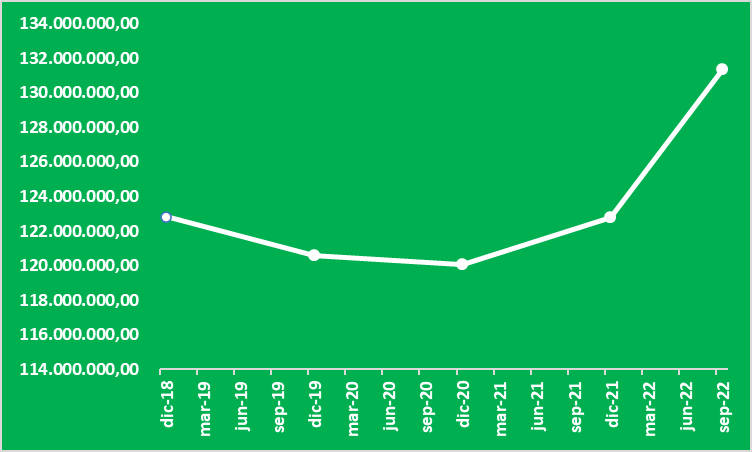 134.000.000,00
132.000.000,00
130.000.000,00
128.000.000,00
126.000.000,00
124.000.000,00
122.000.000,00
120.000.000,00
118.000.000,00
116.000.000,00
114.000.000,00
dic-18
mar-19
jun-19
sep-19
dic-19
mar-20
jun-20
sep-20
dic-20
mar-21
jun-21
sep-21
dic-21
mar-22
jun-22
sep-22